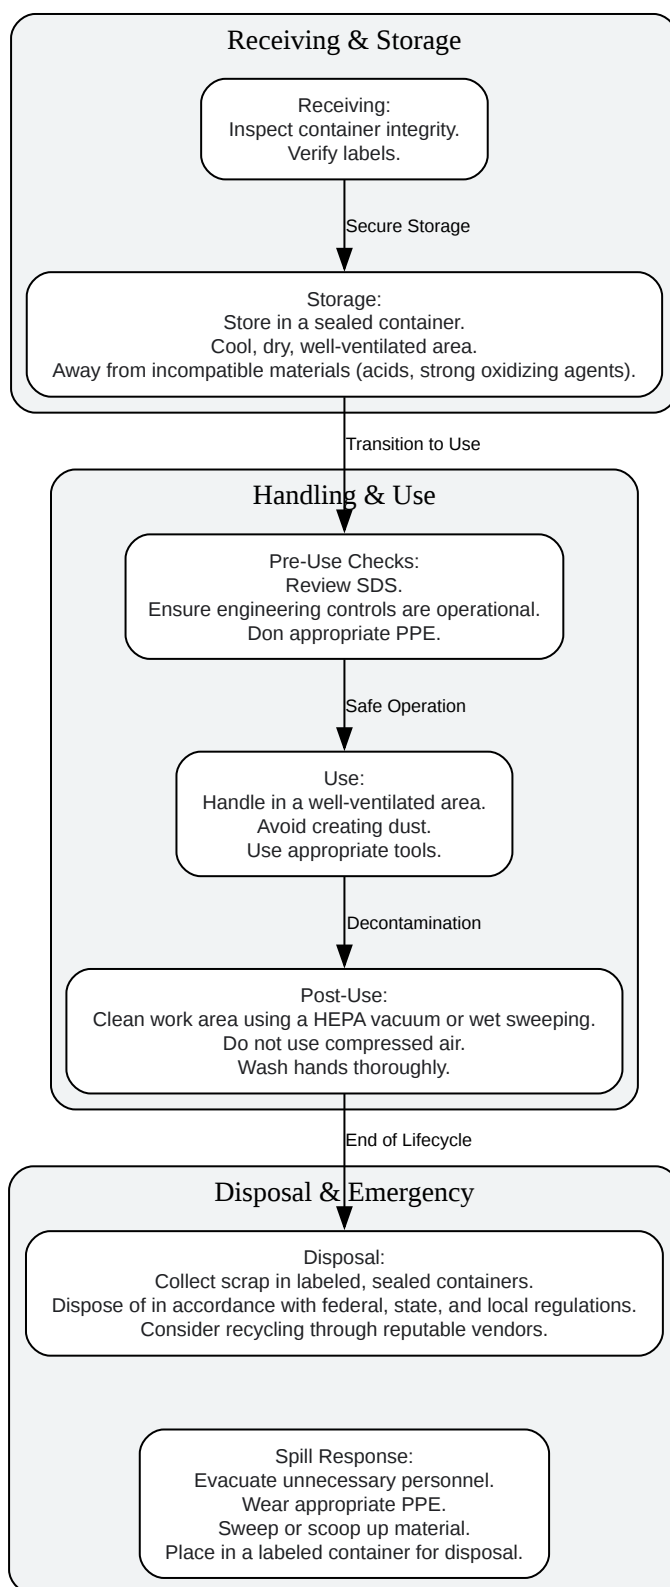 Receiving & Storage
Receiving:
Inspect container integrity.
Verify labels.
Secure Storage
Storage:
Store in a sealed container.
Cool, dry, well-ventilated area.
Away from incompatible materials (acids, strong oxidizing agents).
Transition to Use
Handling & Use
Pre-Use Checks:
Review SDS.
Ensure engineering controls are operational.
Don appropriate PPE.
Safe Operation
Use:
Handle in a well-ventilated area.
Avoid creating dust.
Use appropriate tools.
Decontamination
Post-Use:
Clean work area using a HEPA vacuum or wet sweeping.
Do not use compressed air.
Wash hands thoroughly.
End of Lifecycle
Disposal & Emergency
Disposal:
Collect scrap in labeled, sealed containers.
Dispose of in accordance with federal, state, and local regulations.
Consider recycling through reputable vendors.
Spill Response:
Evacuate unnecessary personnel.
Wear appropriate PPE.
Sweep or scoop up material.
Place in a labeled container for disposal.